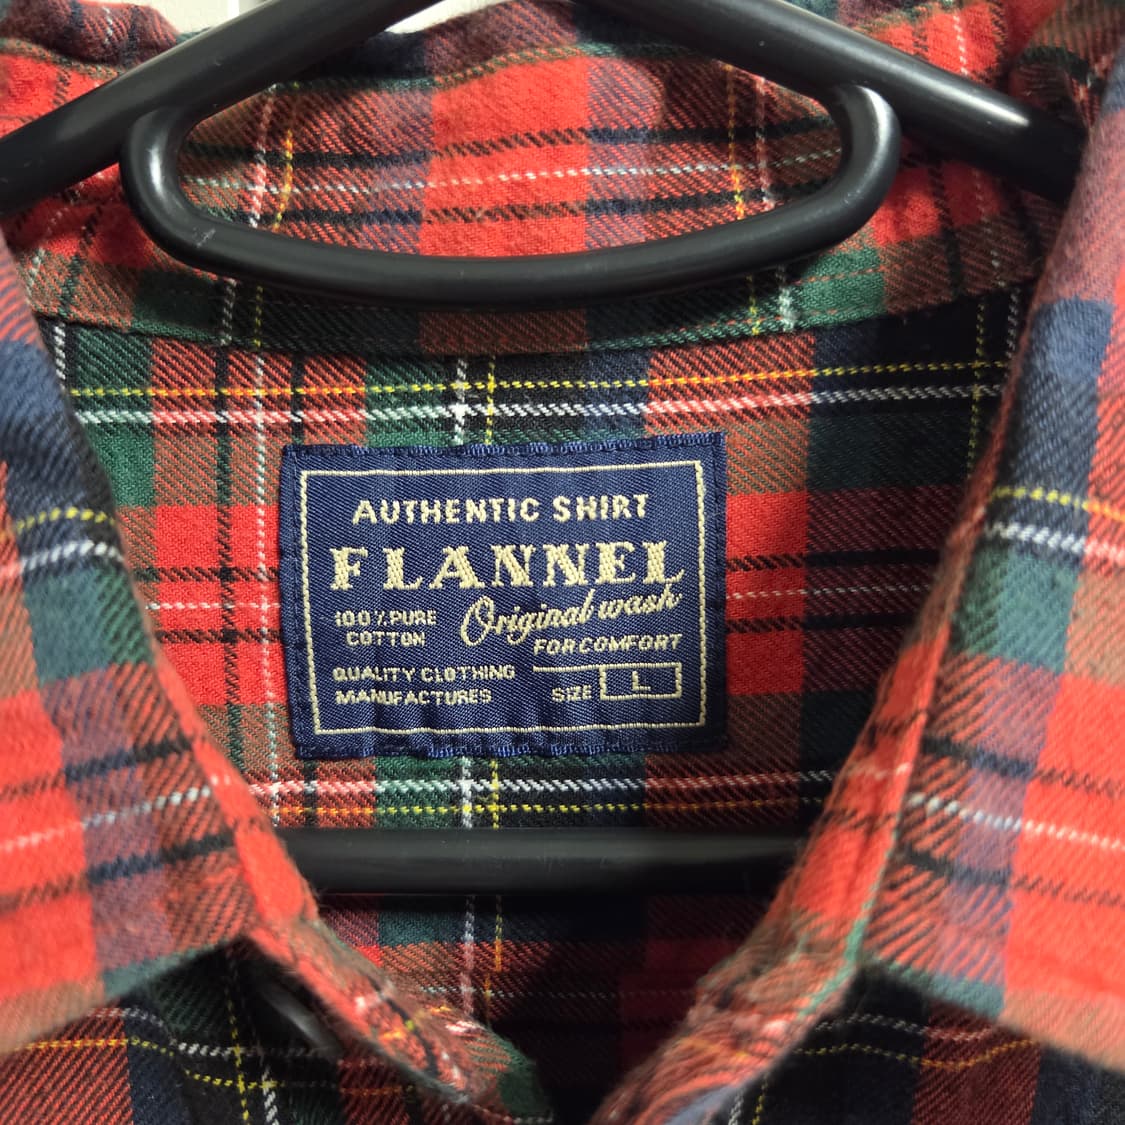 AUTHENTIC SHIRT
FLANNEL
Original wash
100% PURE
COTTON
FOR COMFORT
QUALITY CLOTHING
MANUFACTURES
SIZE L